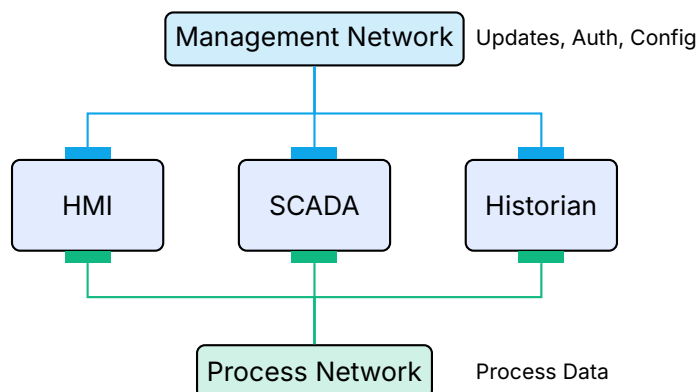 Management Network
Updates, Auth, Config
HMI
SCADA
Historian
Process Network
Process Data